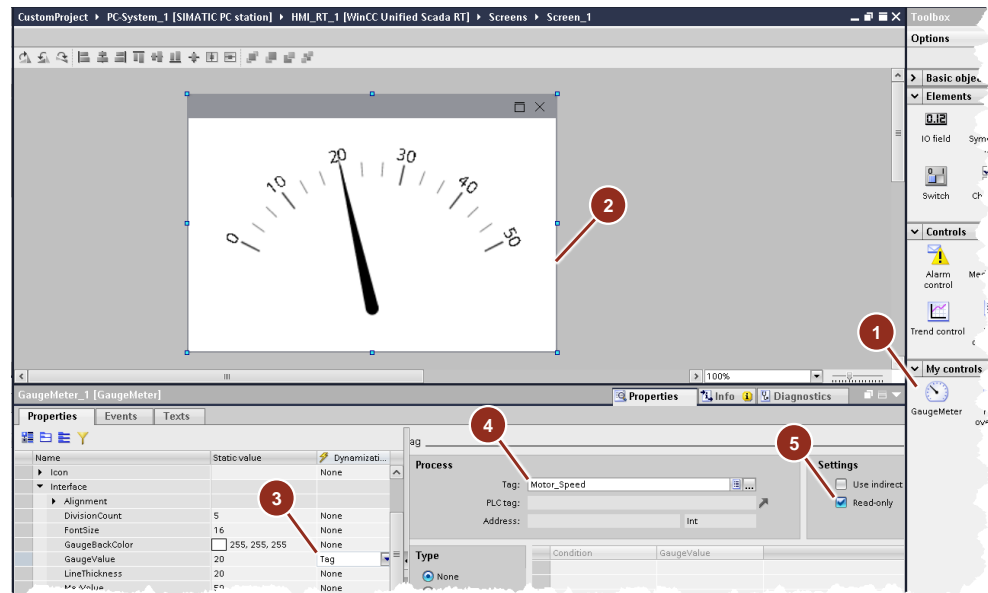 CustomProject ▸ PC-System_1 [SIMATIC PC station] ▸ HMI_RT_1 [WinCC Unified Scada RT] ▸ Screens ▸ Screen_1
Toolbox
Options
Basic
Elements
0.12
IO field
Switch
Controls
Alarm control
Trend control
My controls
GaugeMeter
0
10
20
30
40
50
1
2
3
4
5
100%
GaugeMeter_1 [GaugeMeter]
Properties
Info
Diagnostics
Properties Events Texts
Name Static value Dynamizati...
Icon None
Interface
Alignment
DivisionCount 5 None
FontSize 16 None
GaugeBackColor 255, 255, 255 None
GaugeValue 20 Tag
LineThickness 20 None
None
Process
Tag: Motor_Speed ...
PLC tag:
Address: Int
Settings
Use indirect
Read-only
Type
None
Condition GaugeValue